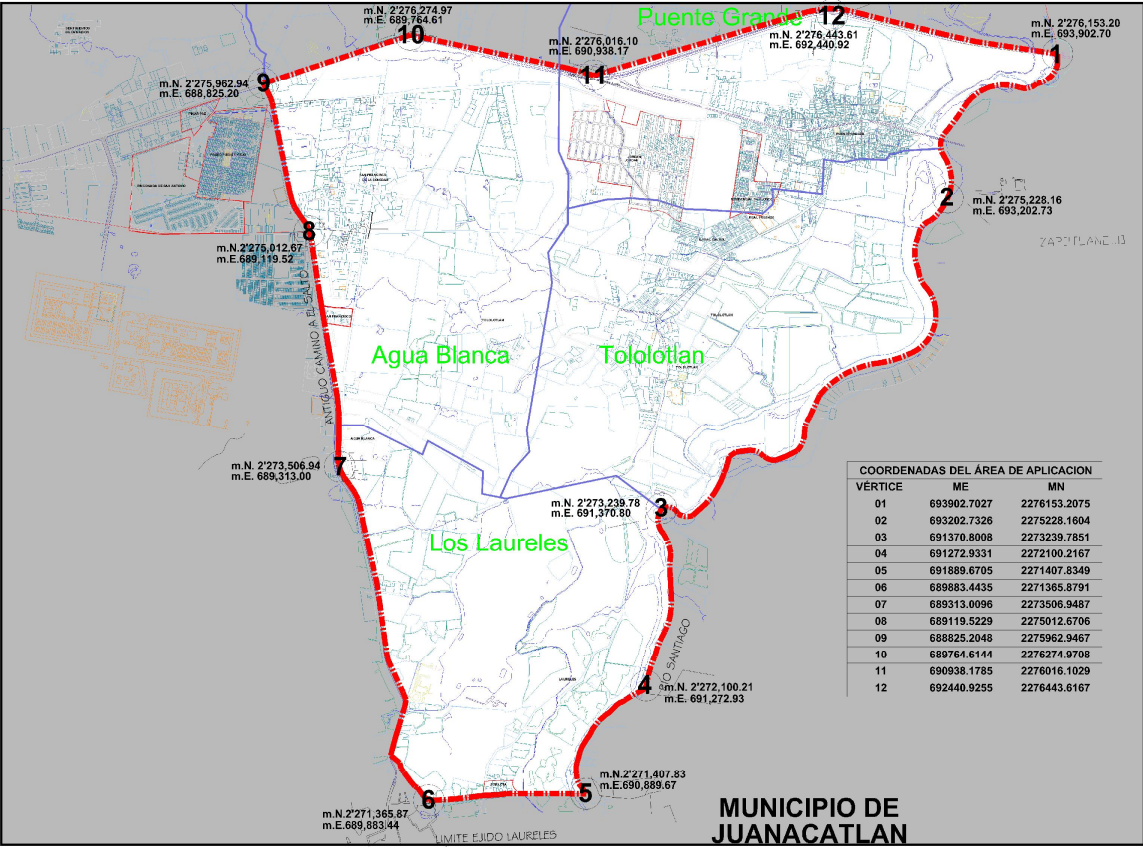 Puente Grande
m.N. 2'276,274.97
m.E. 689,764.61
10
m.N. 2'276,016.10
m.E. 690,938.17
11
12
m.N. 2'276,443.61
m.E. 692,440.92
m.N. 2'276,153.20
m.E. 693,902.70
1
m.N. 2'275,962.94
m.E. 688,825.20
9
2
m.N. 2'275,228.16
m.E. 693,202.73
8
m.N.2'275,012.67
m.E.689,119.52
ANTIGUO CAMINO A EL SALTO
TOLOLOTLAN
TOLOLOTLAN
TOLOLOTLAN
Agua Blanca
Tololotlan
AGUA BLANCA
7
m.N. 2'273,506.94
m.E. 689,313.00
m.N. 2'273,239.78
m.E. 691,370.80
3
Los Laureles
RIO SANTIAGO
LAURELES
4
m.N. 2'272,100.21
m.E. 691,272.93
5
m.N.2'271,407.83
m.E.690,889.67
6
m.N.2'271,365.87
m.E.689,883.44
LIMITE EJIDO LAURELES
MUNICIPIO DE
JUANACATLAN
COORDENADAS DEL ÁREA DE APLICACION
VÉRTICE ME MN
01 693902.7027 2276153.2075
02 693202.7326 2275228.1604
03 691370.8008 2273239.7851
04 691272.9331 2272100.2167
05 691889.6705 2271407.8349
06 689883.4435 2271365.8791
07 689313.0096 2273506.9487
08 689119.5229 2275012.6706
09 688825.2048 2275962.9467
10 689764.6144 2276274.9708
11 690938.1785 2276016.1029
12 692440.9255 2276443.6167